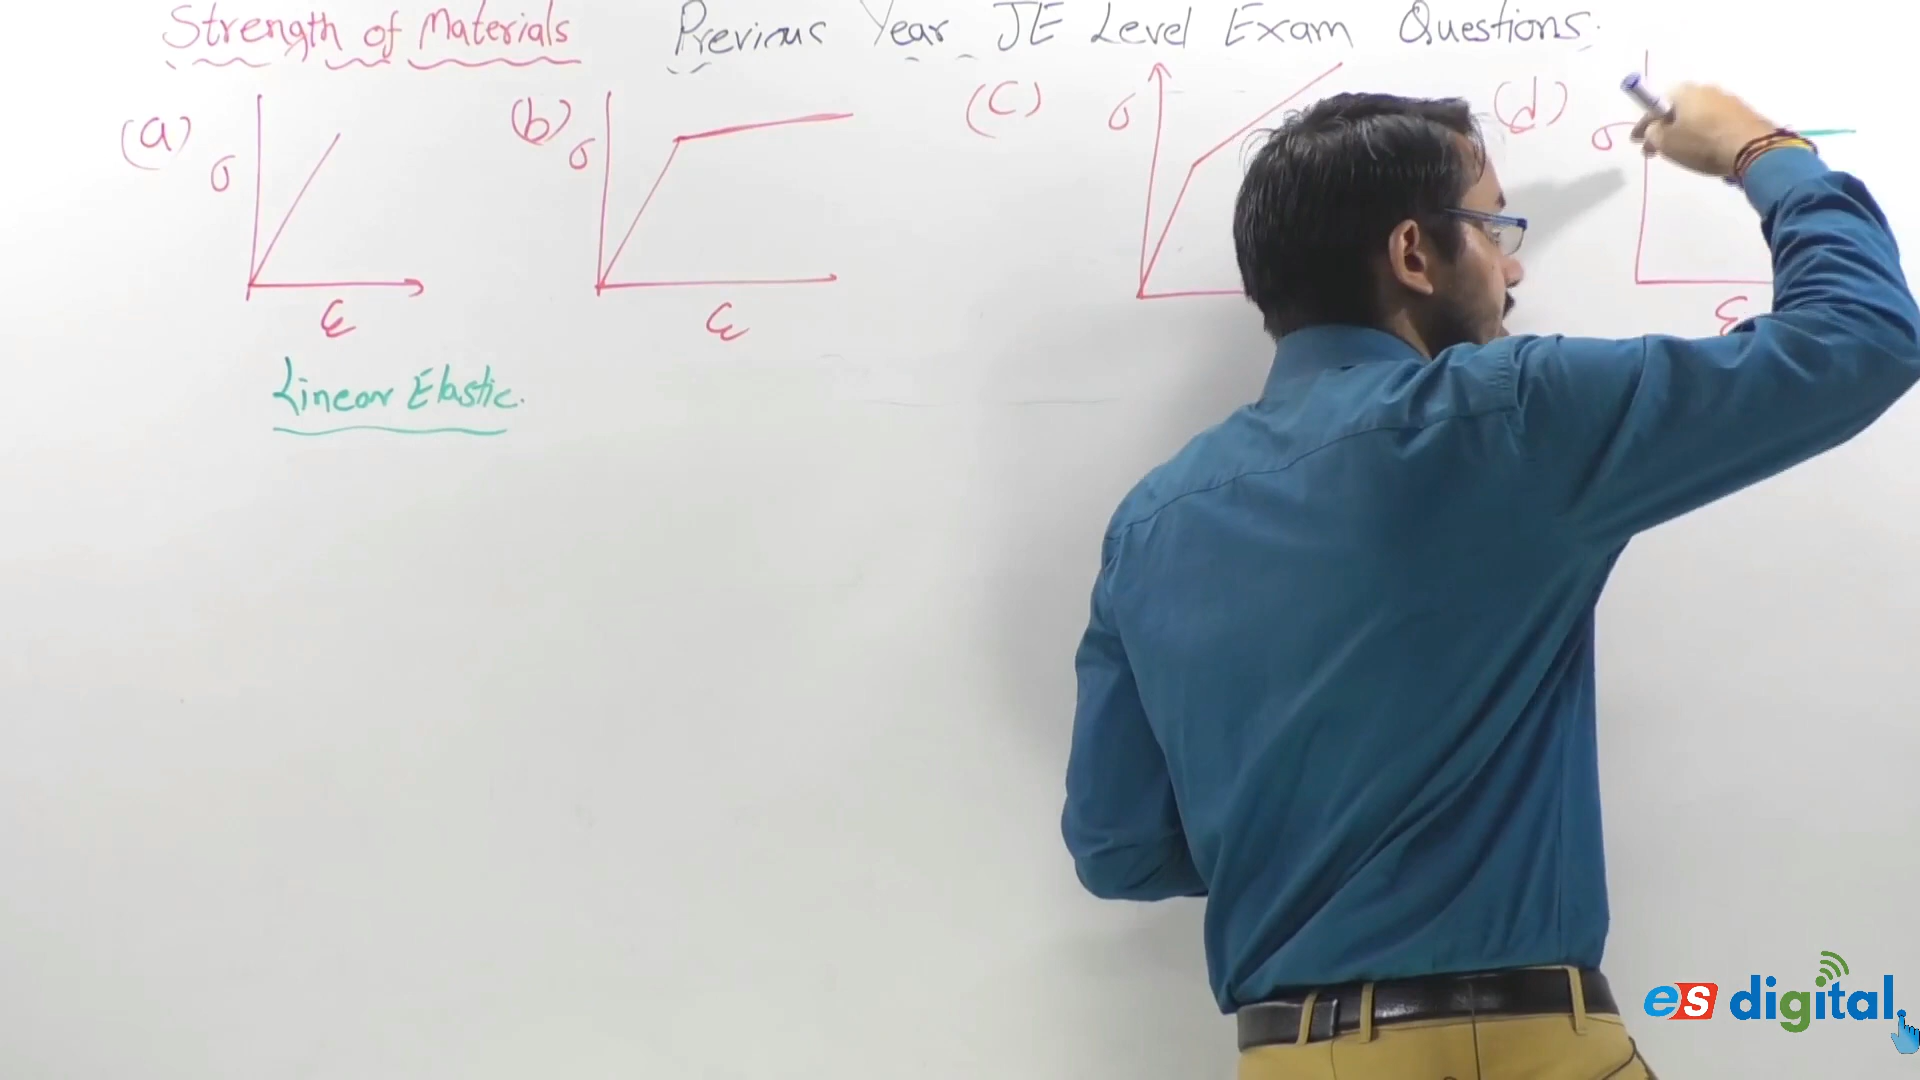 Strength of Materials Previous Year JE Level Exam Questions.
(a) σ ε
(b) σ ε
(c) σ
(d) σ ε
Linear Elastic.
es digital.